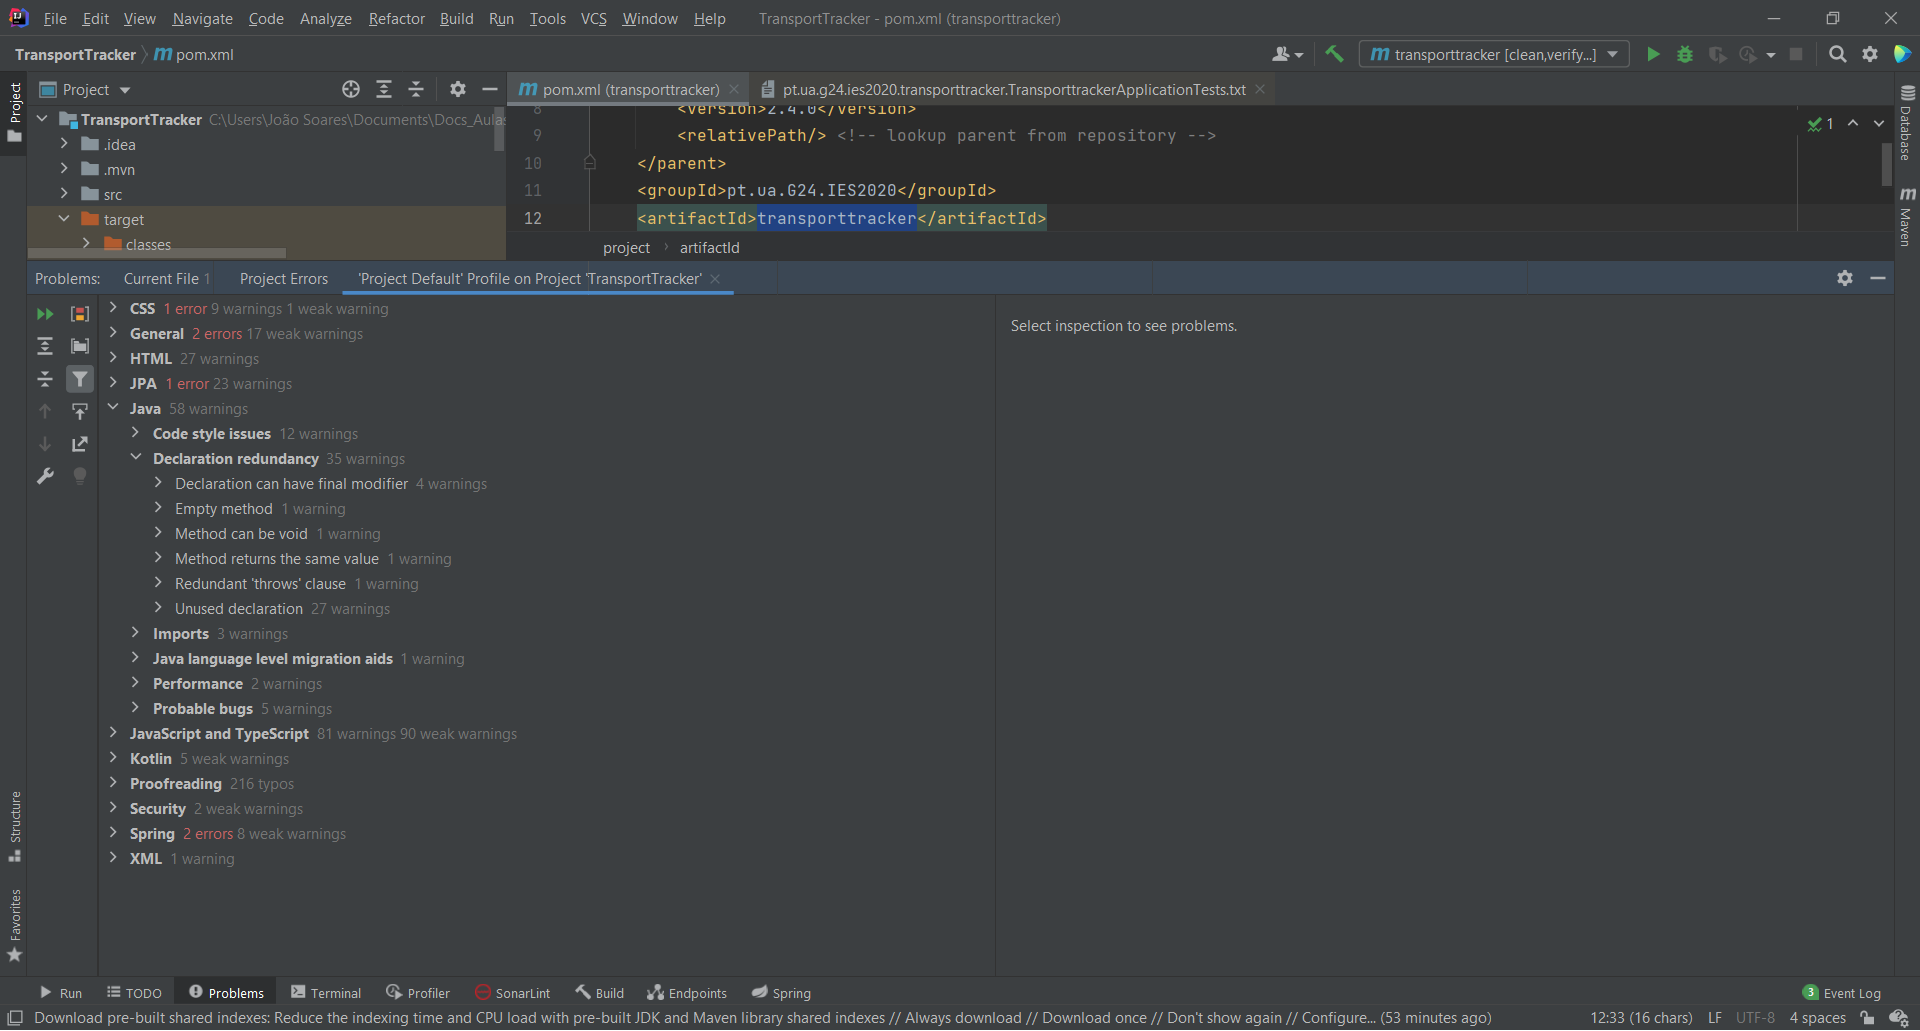 File Edit View Navigate Code Analyze Refactor Build Run Tools VCS Window Help TransportTracker - pom.xml (transporttracker)
TransportTracker m pom.xml
m transporttracker [clean,verify...]
Project
Project
m pom.xml (transporttracker)
pt.ua.g24.ies2020.transporttracker.TransporttrackerApplicationTests.txt
TransportTracker C:\Users\João Soares\Documents\Docs_Aulas
.idea
.mvn
src
target
classes
8 <version>2.4.0</version>
9 <relativePath/> <!-- lookup parent from repository -->
10 </parent>
11 <groupId>pt.ua.G24.IES2020</groupId>
12 <artifactId>transporttracker</artifactId>
1
project artifactId
Database
m Maven
Problems: Current File 1 Project Errors 'Project Default' Profile on Project 'TransportTracker'
CSS 1 error 9 warnings 1 weak warning
General 2 errors 17 weak warnings
HTML 27 warnings
JPA 1 error 23 warnings
Java 58 warnings
Code style issues 12 warnings
Declaration redundancy 35 warnings
Declaration can have final modifier 4 warnings
Empty method 1 warning
Method can be void 1 warning
Method returns the same value 1 warning
Redundant 'throws' clause 1 warning
Unused declaration 27 warnings
Imports 3 warnings
Java language level migration aids 1 warning
Performance 2 warnings
Probable bugs 5 warnings
JavaScript and TypeScript 81 warnings 90 weak warnings
Kotlin 5 weak warnings
Proofreading 216 typos
Security 2 weak warnings
Spring 2 errors 8 weak warnings
XML 1 warning
Select inspection to see problems.
Structure
Favorites
Run TODO Problems Terminal Profiler SonarLint Build Endpoints Spring 3 Event Log
Download pre-built shared indexes: Reduce the indexing time and CPU load with pre-built JDK and Maven library shared indexes // Always download // Download once // Don't show again // Configure... (53 minutes ago) 12:33 (16 chars) LF UTF-8 4 spaces